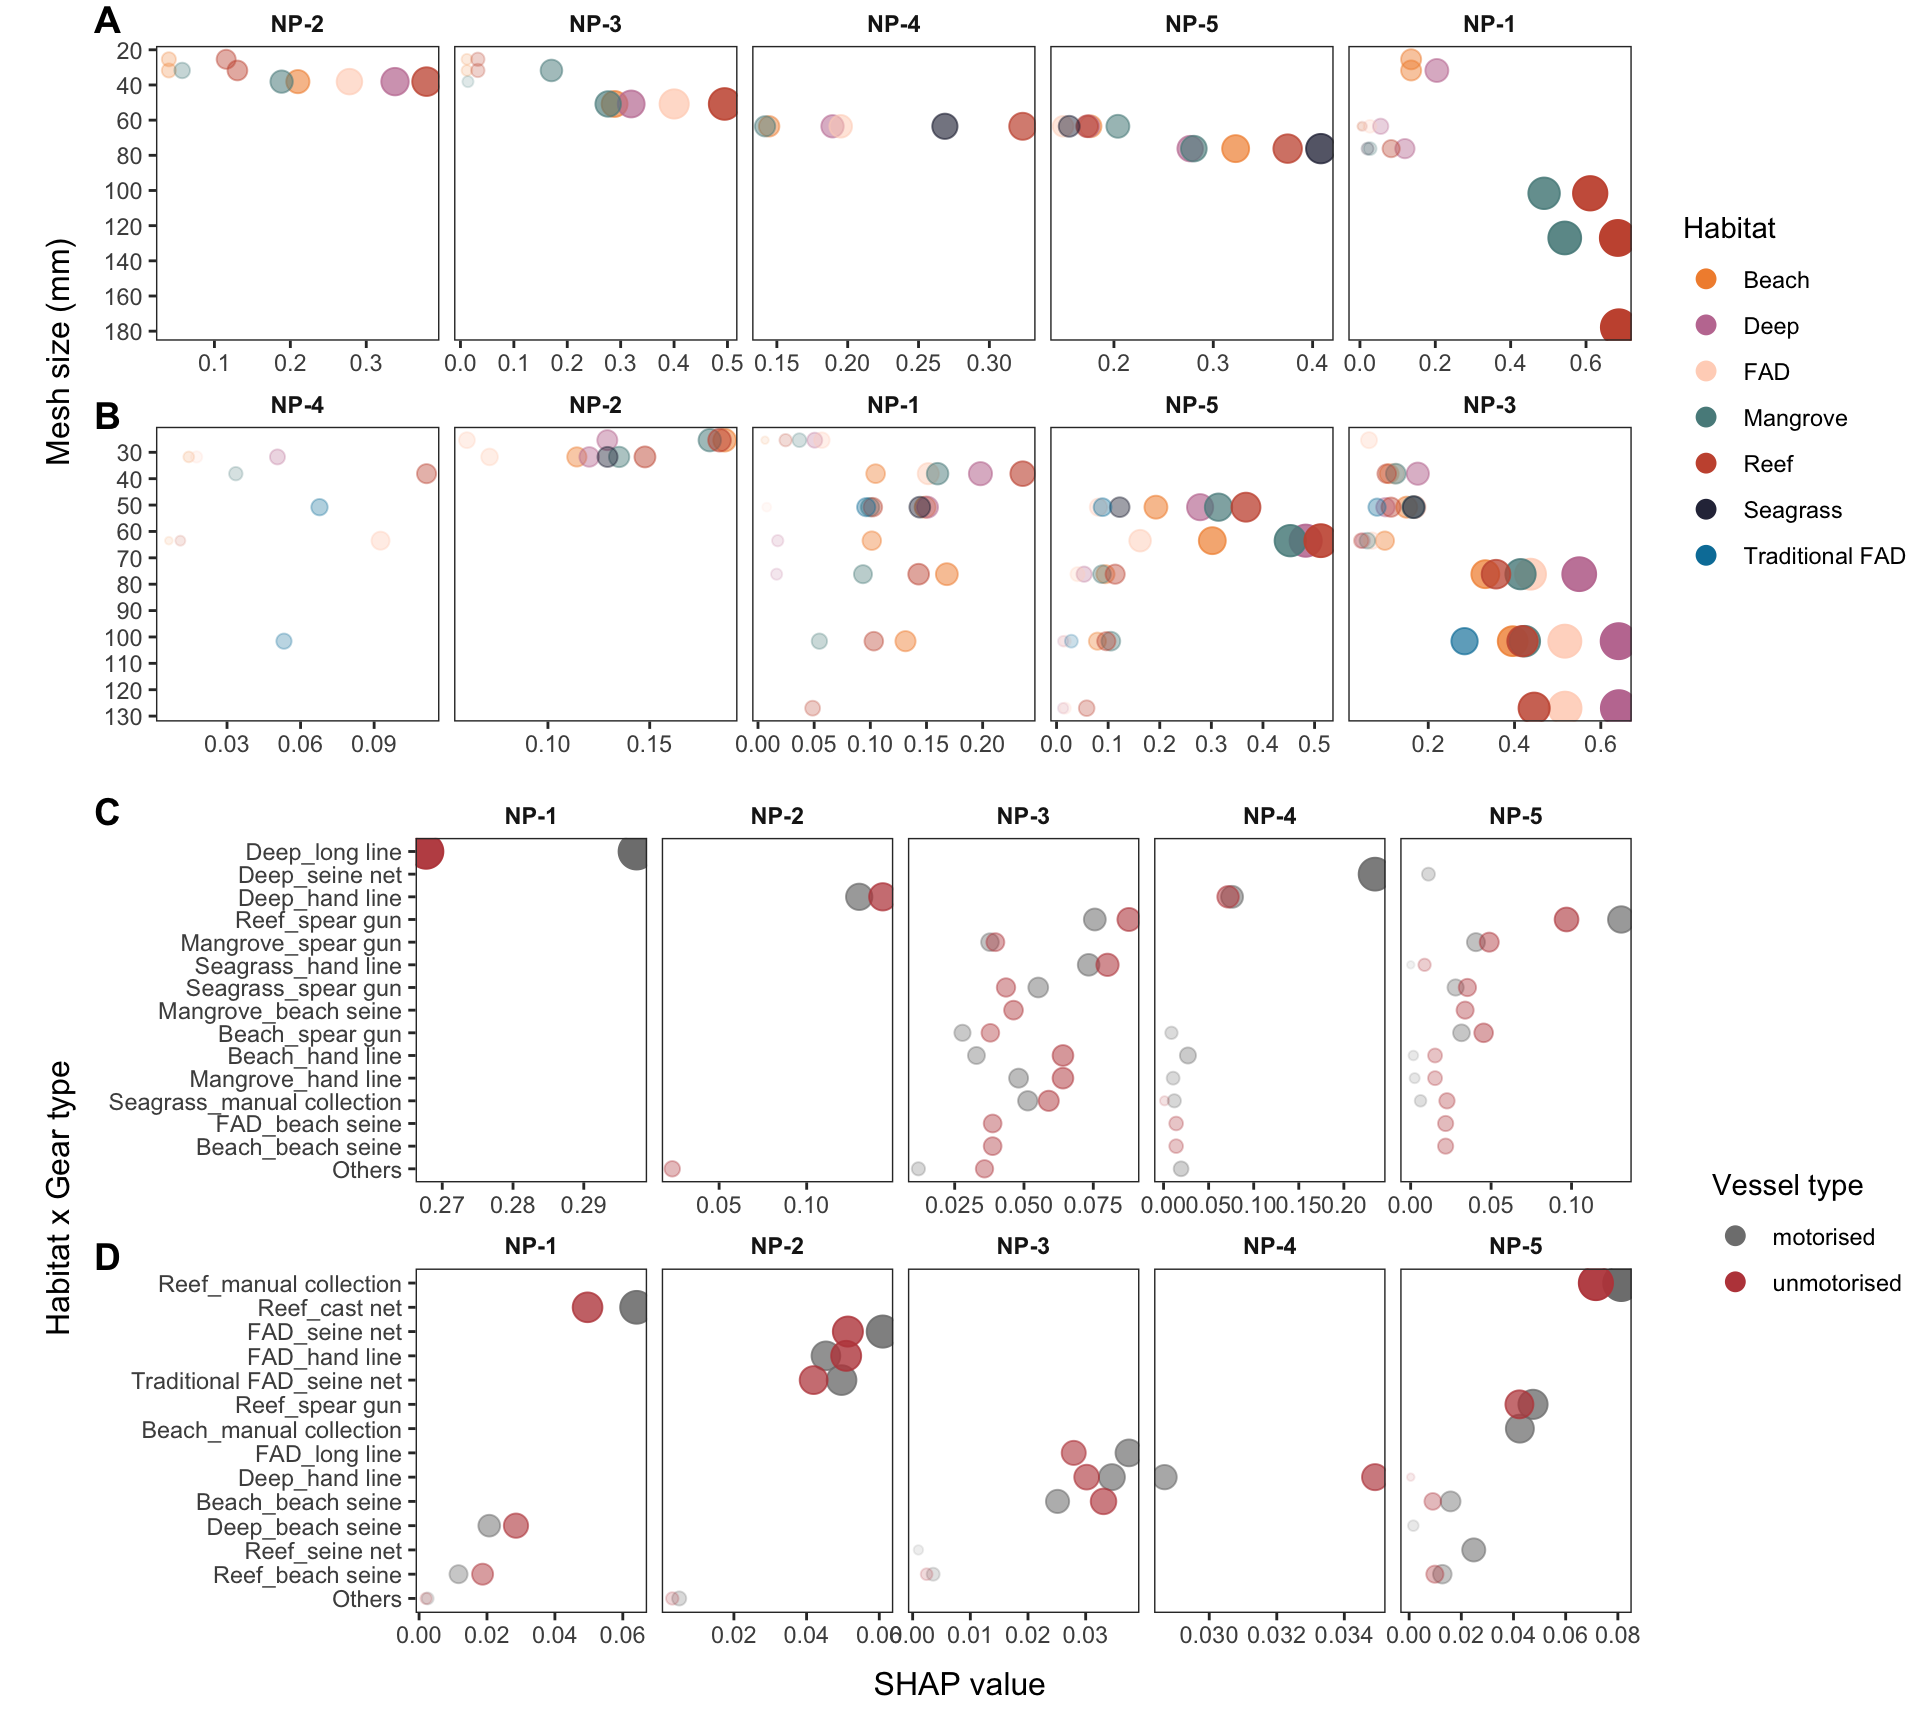 A
NP-2 NP-3 NP-4 NP-5 NP-1
20
40
60
80
100
120
140
160
180
0.1 0.2 0.3 0.0 0.1 0.2 0.3 0.4 0.5 0.15 0.20 0.25 0.30 0.2 0.3 0.4 0.0 0.2 0.4 0.6
Mesh size (mm)
B
NP-4 NP-2 NP-1 NP-5 NP-3
30
40
50
60
70
80
90
100
110
120
130
0.03 0.06 0.09 0.10 0.15 0.00 0.05 0.10 0.15 0.20 0.0 0.1 0.2 0.3 0.4 0.5 0.2 0.4 0.6
Habitat
Beach
Deep
FAD
Mangrove
Reef
Seagrass
Traditional FAD
C
NP-1 NP-2 NP-3 NP-4 NP-5
Deep_long line
Deep_seine net
Deep_hand line
Reef_spear gun
Mangrove_spear gun
Seagrass_hand line
Seagrass_spear gun
Mangrove_beach seine
Beach_spear gun
Beach_hand line
Mangrove_hand line
Seagrass_manual collection
FAD_beach seine
Beach_beach seine
Others
0.27 0.28 0.29 0.05 0.10 0.025 0.050 0.075 0.00 0.05 0.10 0.15 0.20 0.00 0.05 0.10
Habitat x Gear type
D
NP-1 NP-2 NP-3 NP-4 NP-5
Reef_manual collection
Reef_cast net
FAD_seine net
FAD_hand line
Traditional FAD_seine net
Reef_spear gun
Beach_manual collection
FAD_long line
Deep_hand line
Beach_beach seine
Deep_beach seine
Reef_seine net
Reef_beach seine
Others
0.00 0.02 0.04 0.06 0.02 0.04 0.06 0.00 0.01 0.02 0.03 0.030 0.032 0.034 0.00 0.02 0.04 0.06 0.08
SHAP value
Vessel type
motorised
unmotorised